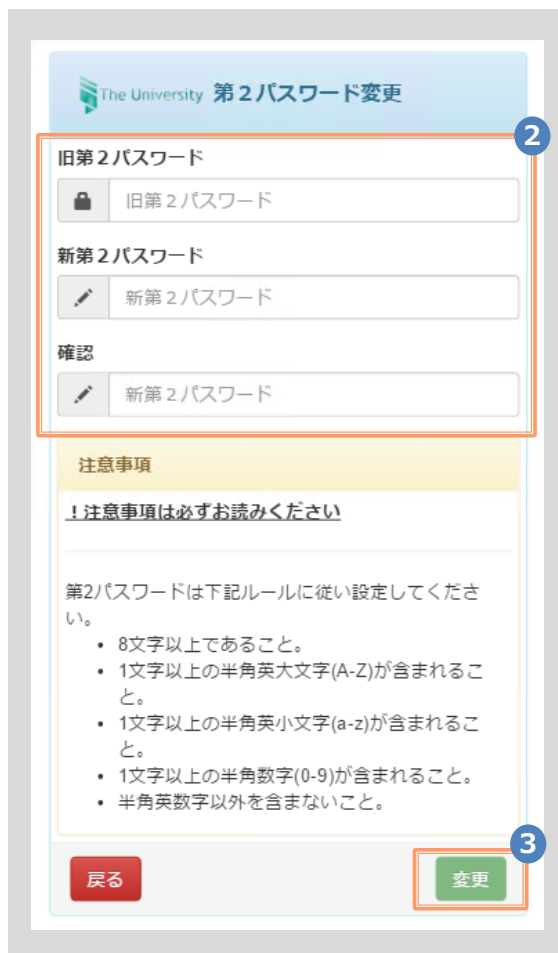 The University 第２パスワード変更
2
旧第２パスワード
旧第２パスワード
新第２パスワード
新第２パスワード
確認
新第２パスワード
注意事項
！注意事項は必ずお読みください
第2パスワードは下記ルールに従い設定してくださ
い。
• 8文字以上であること。
• 1文字以上の半角英大文字(A-Z)が含まれるこ
と。
• 1文字以上の半角英小文字(a-z)が含まれるこ
と。
• 1文字以上の半角数字(0-9)が含まれること。
• 半角英数字以外を含まないこと。
3
戻る 変更